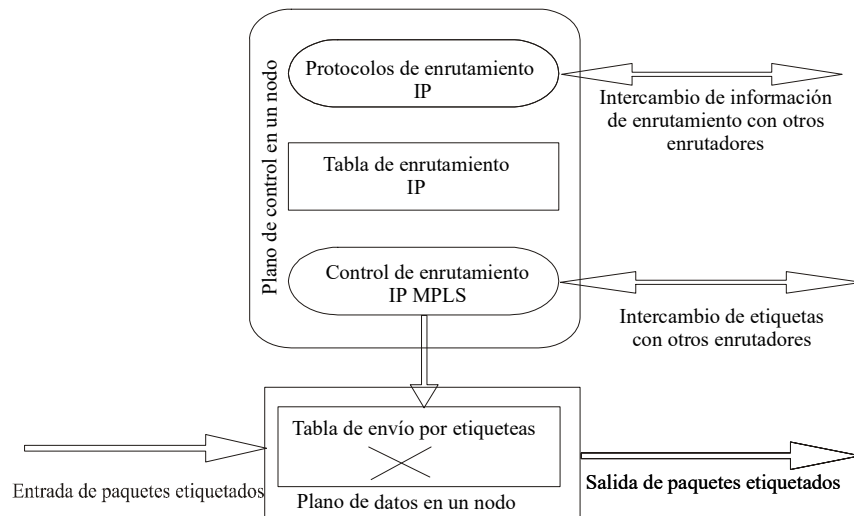 Plano de control en un nodo
Protocolos de enrutamiento
IP
Intercambio de información
de enrutamiento con otros
enrutadores
Tabla de enrutamiento
IP
Control de enrutamiento
IP MPLS
Intercambio de etiquetas
con otros enrutadores
Tabla de envío por etiqueteas
Entrada de paquetes etiquetados
Plano de datos en un nodo
Salida de paquetes etiquetados